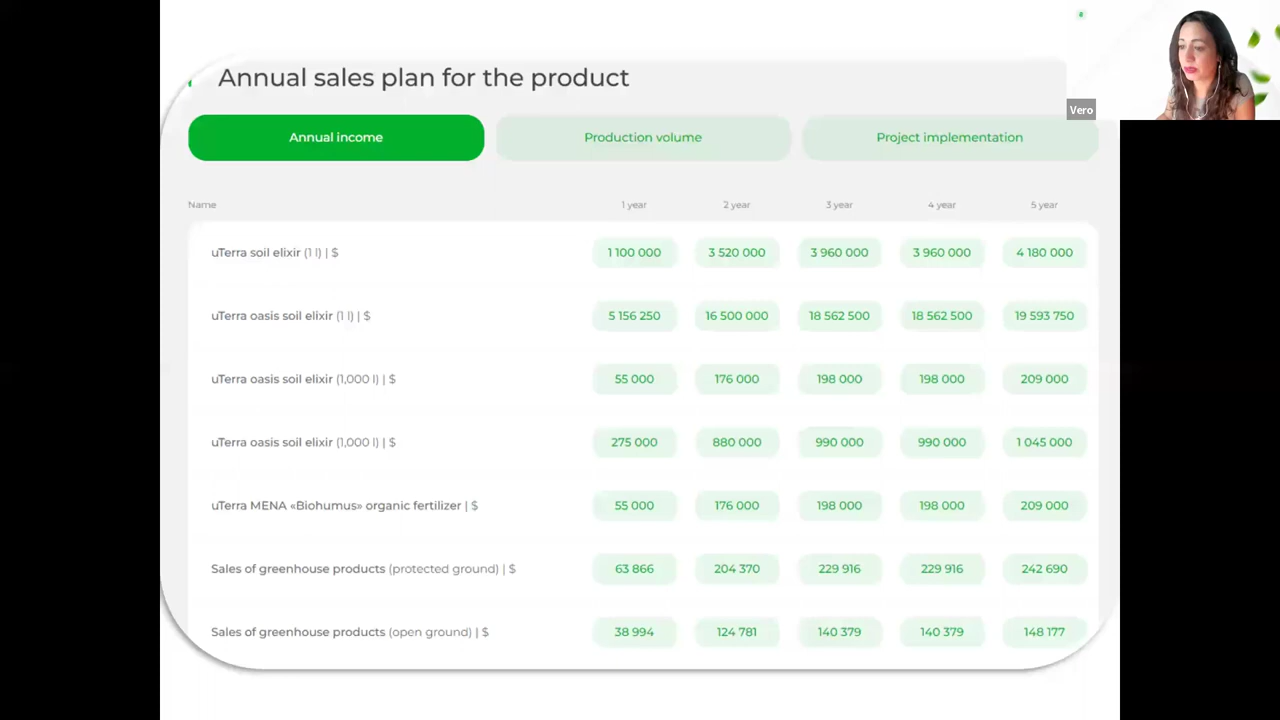 Annual sales plan for the product
Vero
Annual income Production volume Project implementation
Name 1 year 2 year 3 year 4 year 5 year
uTerra soil elixir (1 l) | $ 1 100 000 3 520 000 3 960 000 3 960 000 4 180 000
uTerra oasis soil elixir (1 l) | $ 5 156 250 16 500 000 18 562 500 18 562 500 19 593 750
uTerra oasis soil elixir (1,000 l) | $ 55 000 176 000 198 000 198 000 209 000
uTerra oasis soil elixir (1,000 l) | $ 275 000 880 000 990 000 990 000 1 045 000
uTerra MENA «Biohumus» organic fertilizer | $ 55 000 176 000 198 000 198 000 209 000
Sales of greenhouse products (protected ground) | $ 63 866 204 370 229 916 229 916 242 690
Sales of greenhouse products (open ground) | $ 38 994 124 781 140 379 140 379 148 177